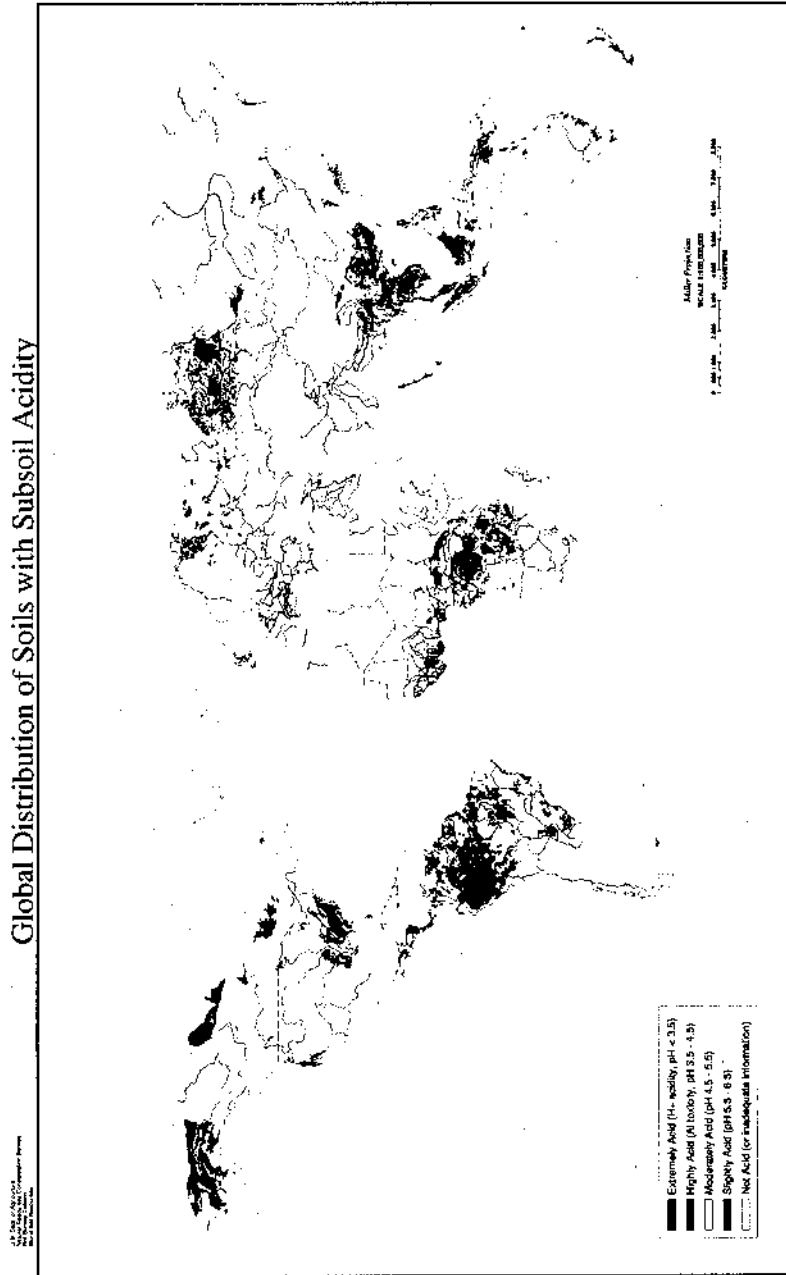 Global Distribution of Soils with Subsoil Acidity
Extremely Acid (H+ acidity, pH < 3.5)
Highly Acid (Al toxicity, pH 3.5 - 4.5)
Moderately Acid (pH 4.5 - 5.5)
Slightly Acid (pH 5.5 - 6.5)
Not Acid (or inadequate information)
Miller Projection
KILOMETERS